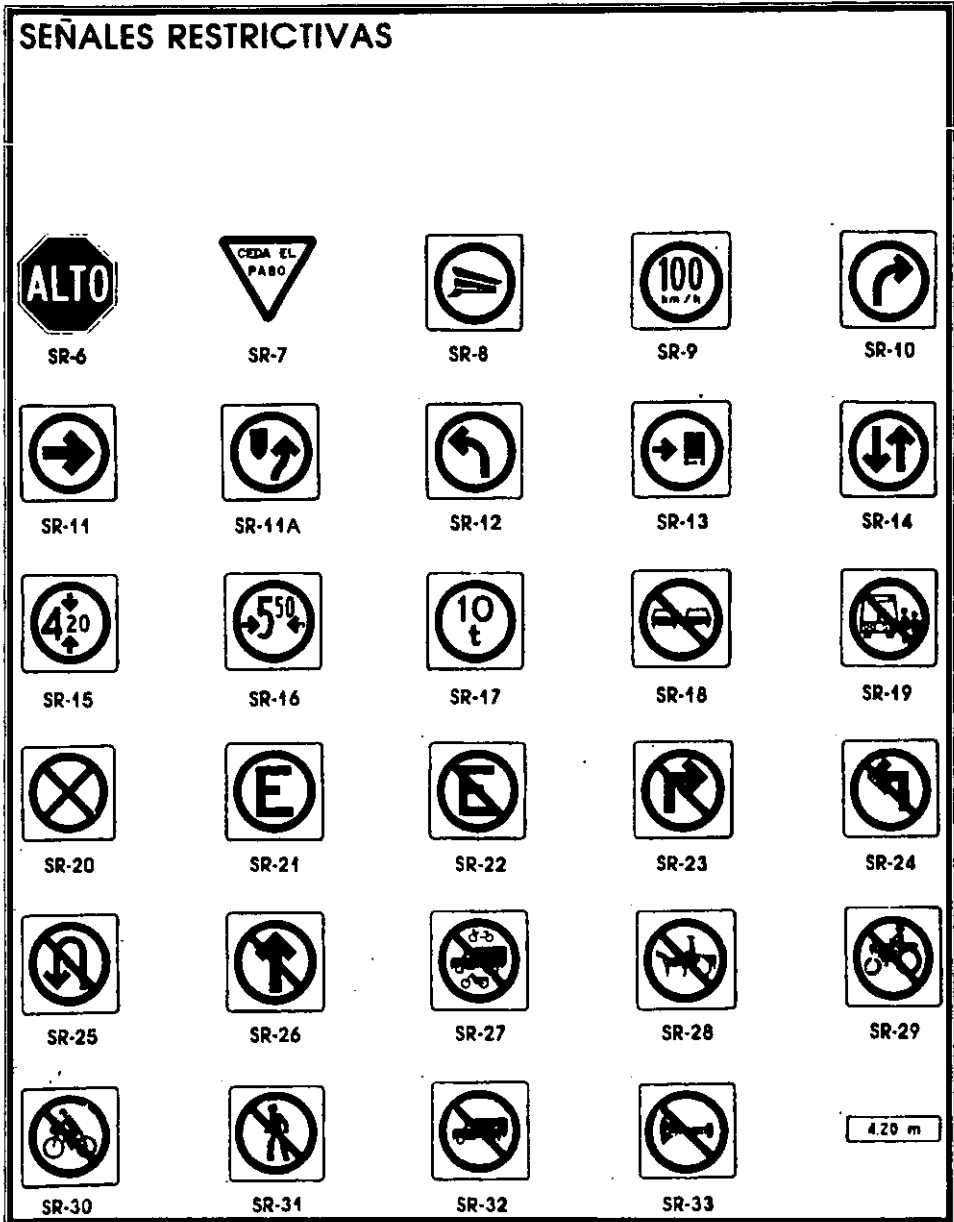 SEÑALES RESTRICTIVAS
ALTO
CEDA EL
PASO
100
km/h
SR-6
SR-7
SR-8
SR-9
SR-10
SR-11
SR-11A
SR-12
SR-13
SR-14
4 20
5 50
10
t
SR-15
SR-16
SR-17
SR-18
SR-19
E
E
SR-20
SR-21
SR-22
SR-23
SR-24
SR-25
SR-26
SR-27
SR-28
SR-29
4.20 m
SR-30
SR-31
SR-32
SR-33